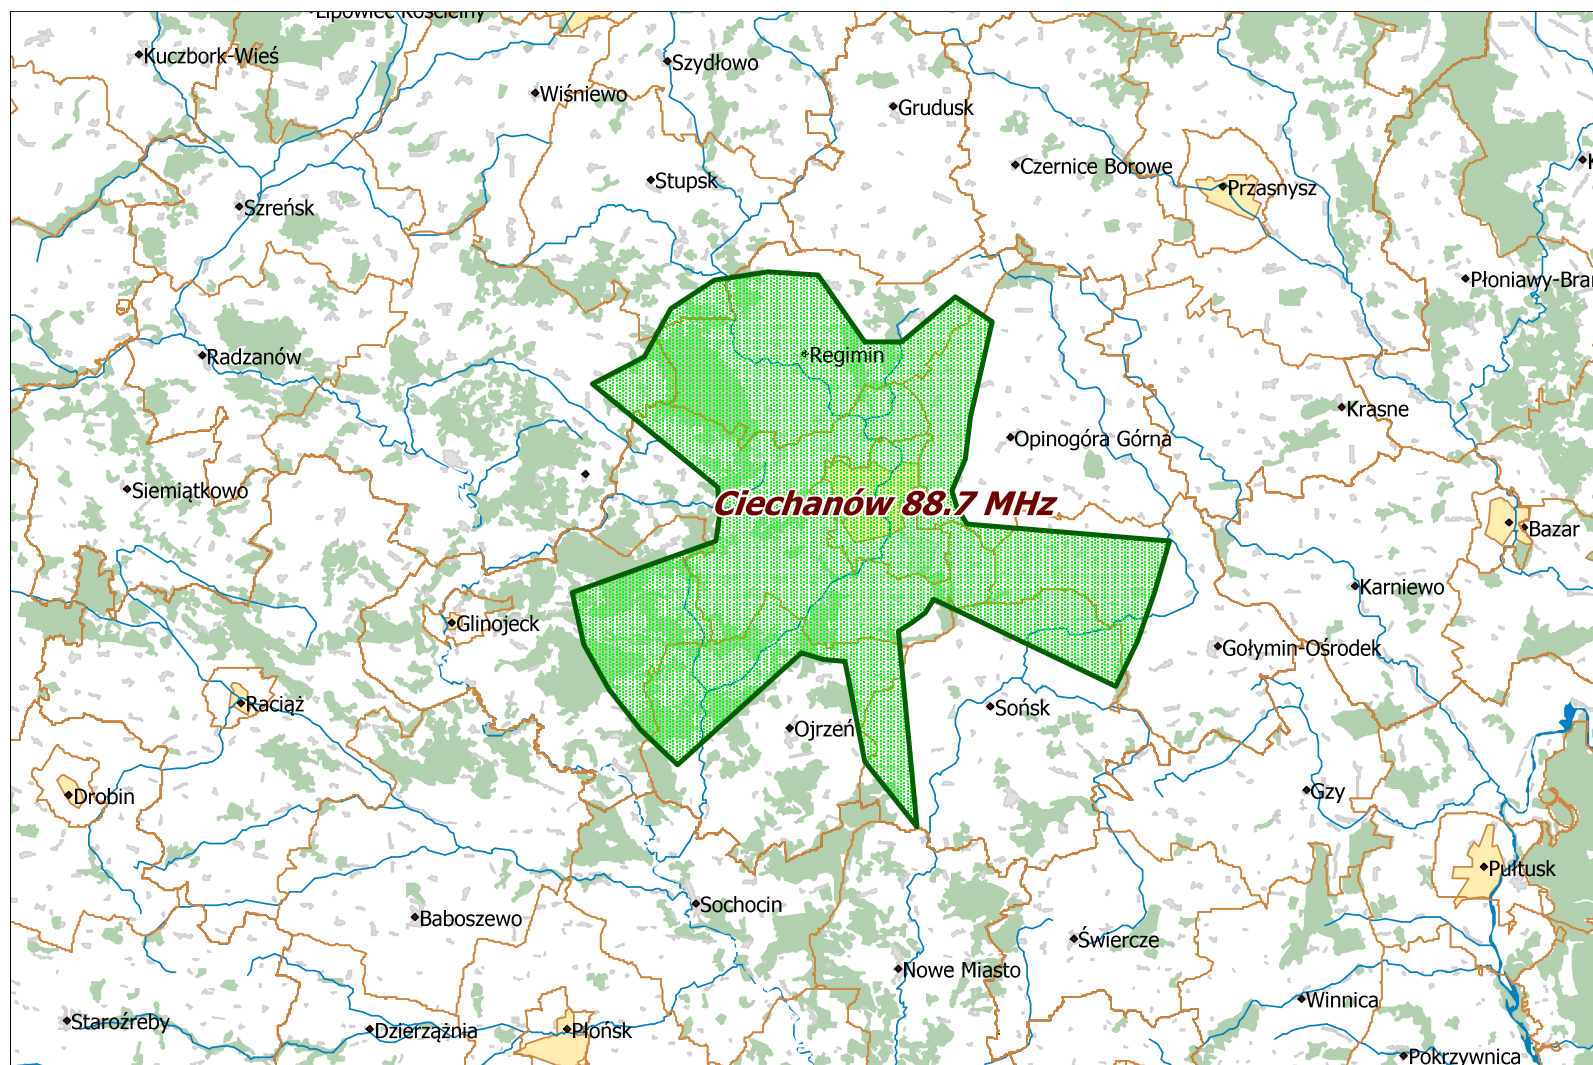 Lipowiec Kościelny
Kuczbork-Wieś
Szydłowo
Wiśniewo
Grudusk
Czernice Borowe
Stupsk
Przasnysz
Szreńsk
Płoniawy-Bra
Radzanów
Regimin
Krasne
Opinogóra Górna
Siemiątkowo
Ciechanów 88.7 MHz
Bazar
Karniewo
Glinojeck
Gołymin-Ośrodek
Raciąż
Sońsk
Ojrzeń
Drobin
Gzy
Pułtusk
Sochocin
Baboszewo
Świercze
Nowe Miasto
Winnica
Staroźreby
Dzierzążnia
Płońsk
Pokrzywnica